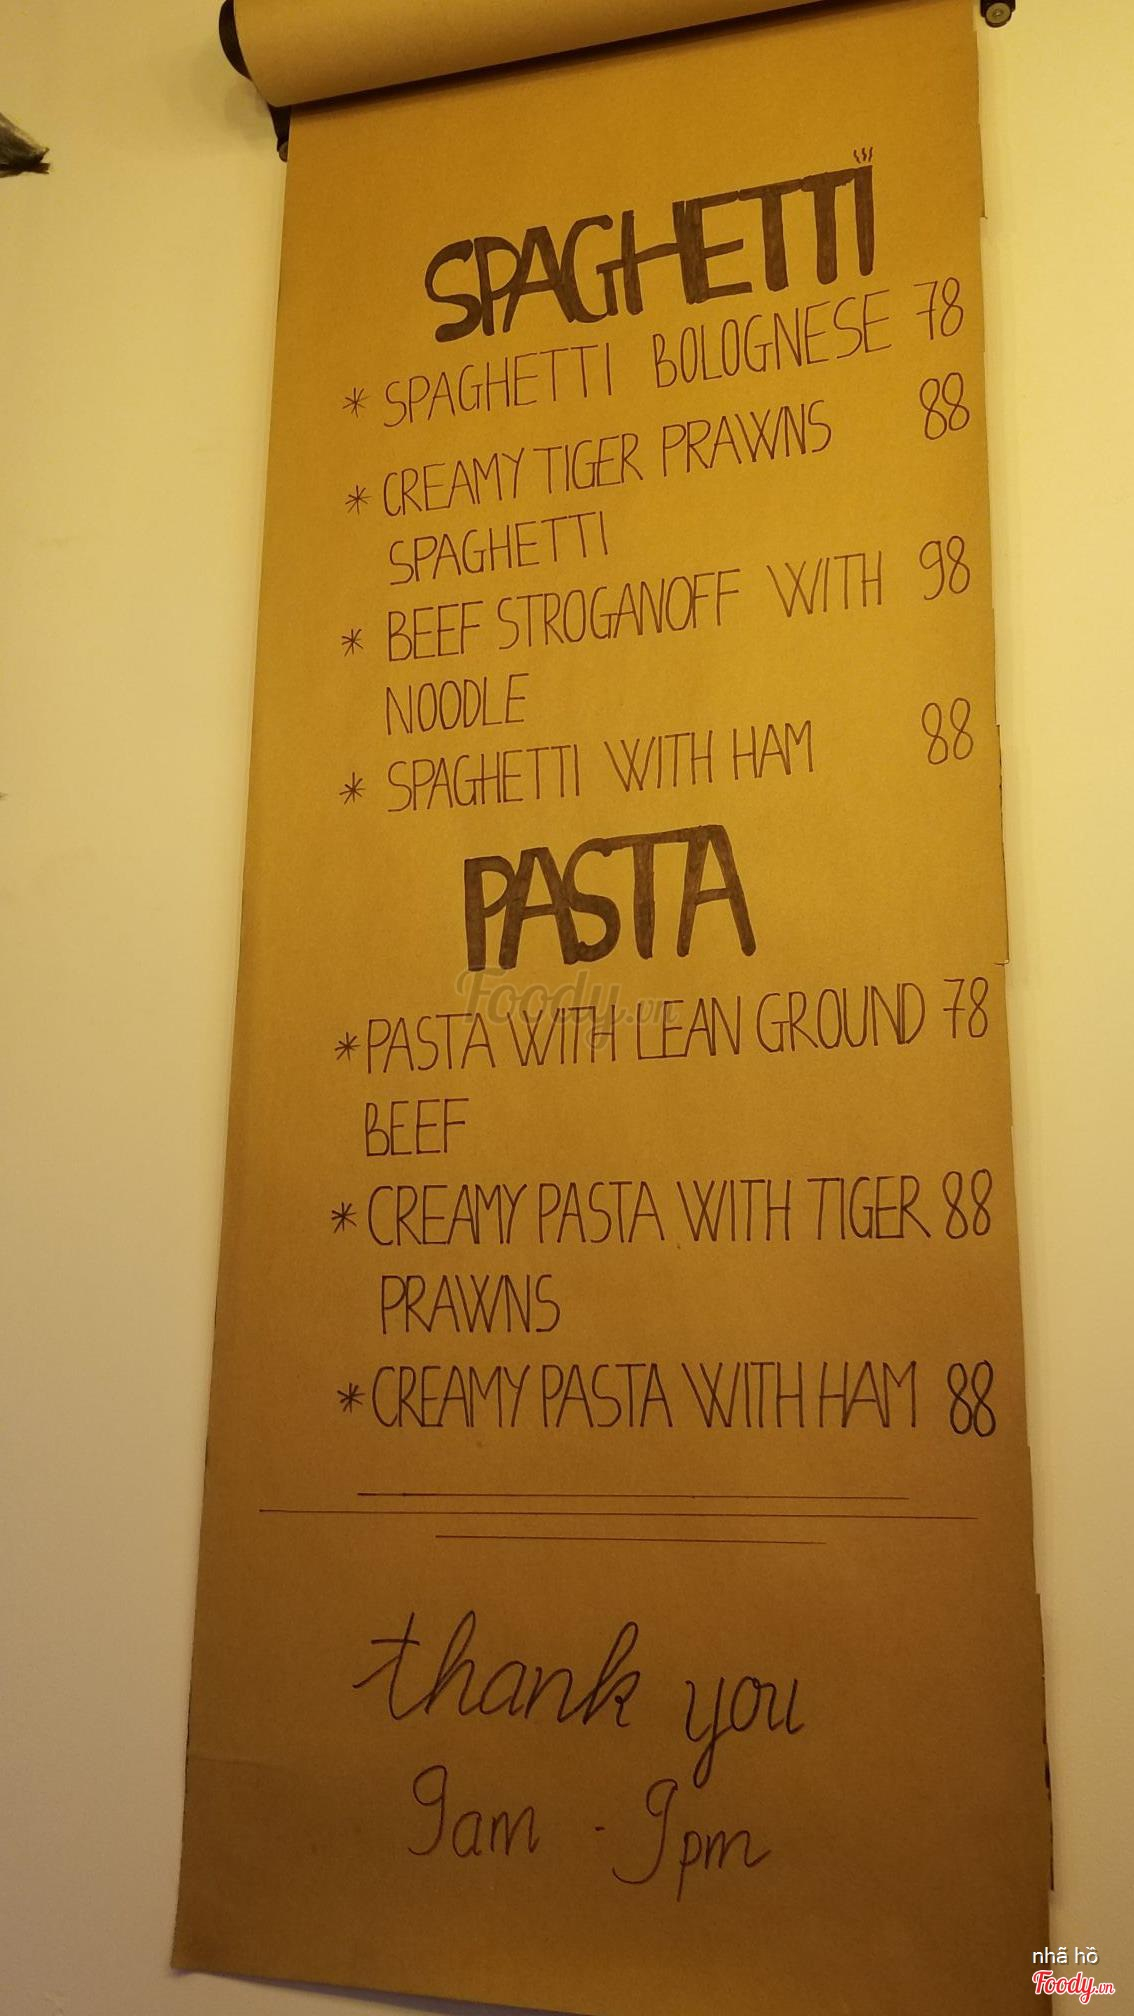 SPAGHETTI
* SPAGHETTI BOLOGNESE 78
* CREAMY TIGER PRAWNS 88
SPAGHETTI
* BEEF STROGANOFF WITH 98
NOODLE
* SPAGHETTI WITH HAM 88
PASTA
Foody.vn
* PASTA WITH LEAN GROUND 78
BEEF
* CREAMY PASTA WITH TIGER 88
PRAWNS
* CREAMY PASTA WITH HAM 88
thank you
9am - 9pm
nhã hồ
Foody.vn